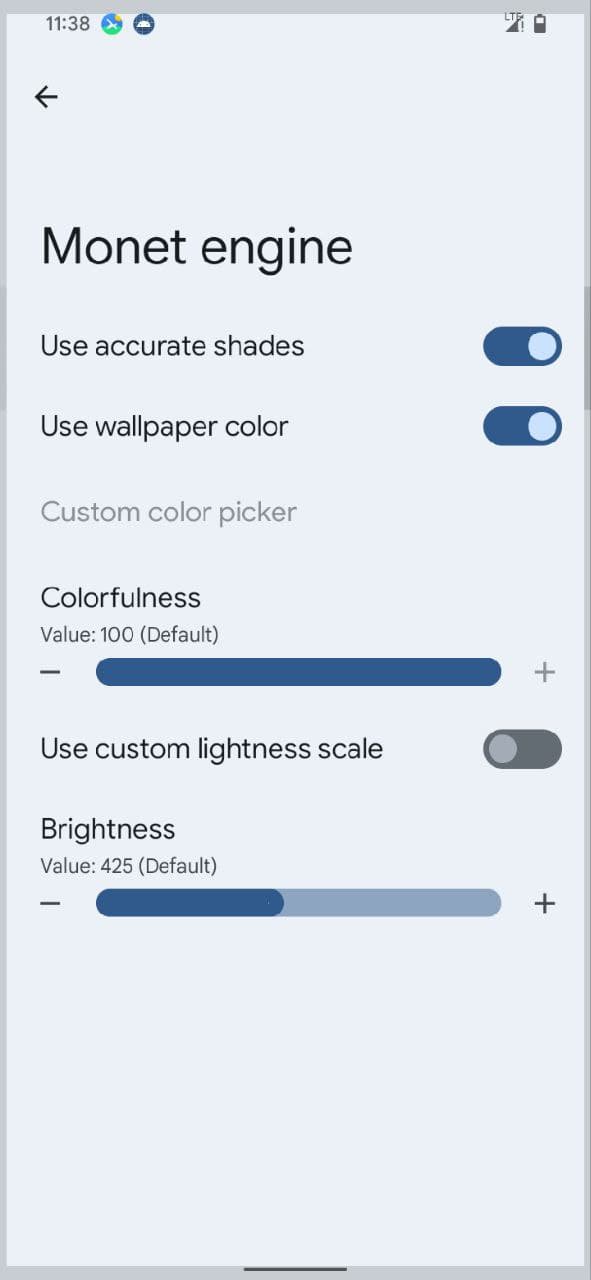 11:38
LTE
Monet engine
Use accurate shades
Use wallpaper color
Custom color picker
Colorfulness
Value: 100 (Default)
Use custom lightness scale
Brightness
Value: 425 (Default)